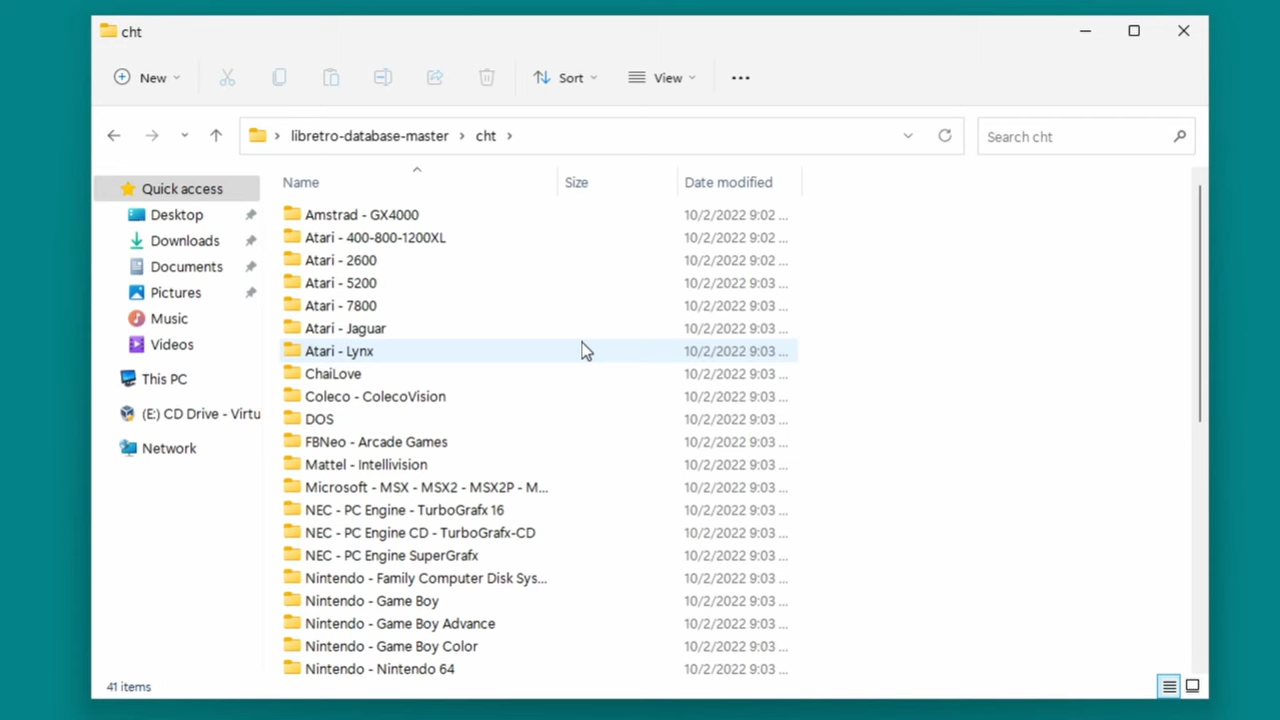 cht
New
Sort
View
libretro-database-master
cht
Search cht
Quick access
Desktop
Downloads
Documents
Pictures
Music
Videos
This PC
(E:) CD Drive - Virtu
Network
Name Size Date modified
Amstrad - GX4000 10/2/2022 9:02 ...
Atari - 400-800-1200XL 10/2/2022 9:02 ...
Atari - 2600 10/2/2022 9:02 ...
Atari - 5200 10/2/2022 9:03 ...
Atari - 7800 10/2/2022 9:03 ...
Atari - Jaguar 10/2/2022 9:03 ...
Atari - Lynx 10/2/2022 9:03 ...
ChaiLove 10/2/2022 9:03 ...
Coleco - ColecoVision 10/2/2022 9:03 ...
DOS 10/2/2022 9:03 ...
FBNeo - Arcade Games 10/2/2022 9:03 ...
Mattel - Intellivision 10/2/2022 9:03 ...
Microsoft - MSX - MSX2 - MSX2P - M... 10/2/2022 9:03 ...
NEC - PC Engine - TurboGrafx 16 10/2/2022 9:03 ...
NEC - PC Engine CD - TurboGrafx-CD 10/2/2022 9:03 ...
NEC - PC Engine SuperGrafx 10/2/2022 9:03 ...
Nintendo - Family Computer Disk Sys... 10/2/2022 9:03 ...
Nintendo - Game Boy 10/2/2022 9:03 ...
Nintendo - Game Boy Advance 10/2/2022 9:03 ...
Nintendo - Game Boy Color 10/2/2022 9:03 ...
Nintendo - Nintendo 64 10/2/2022 9:03 ...
41 items